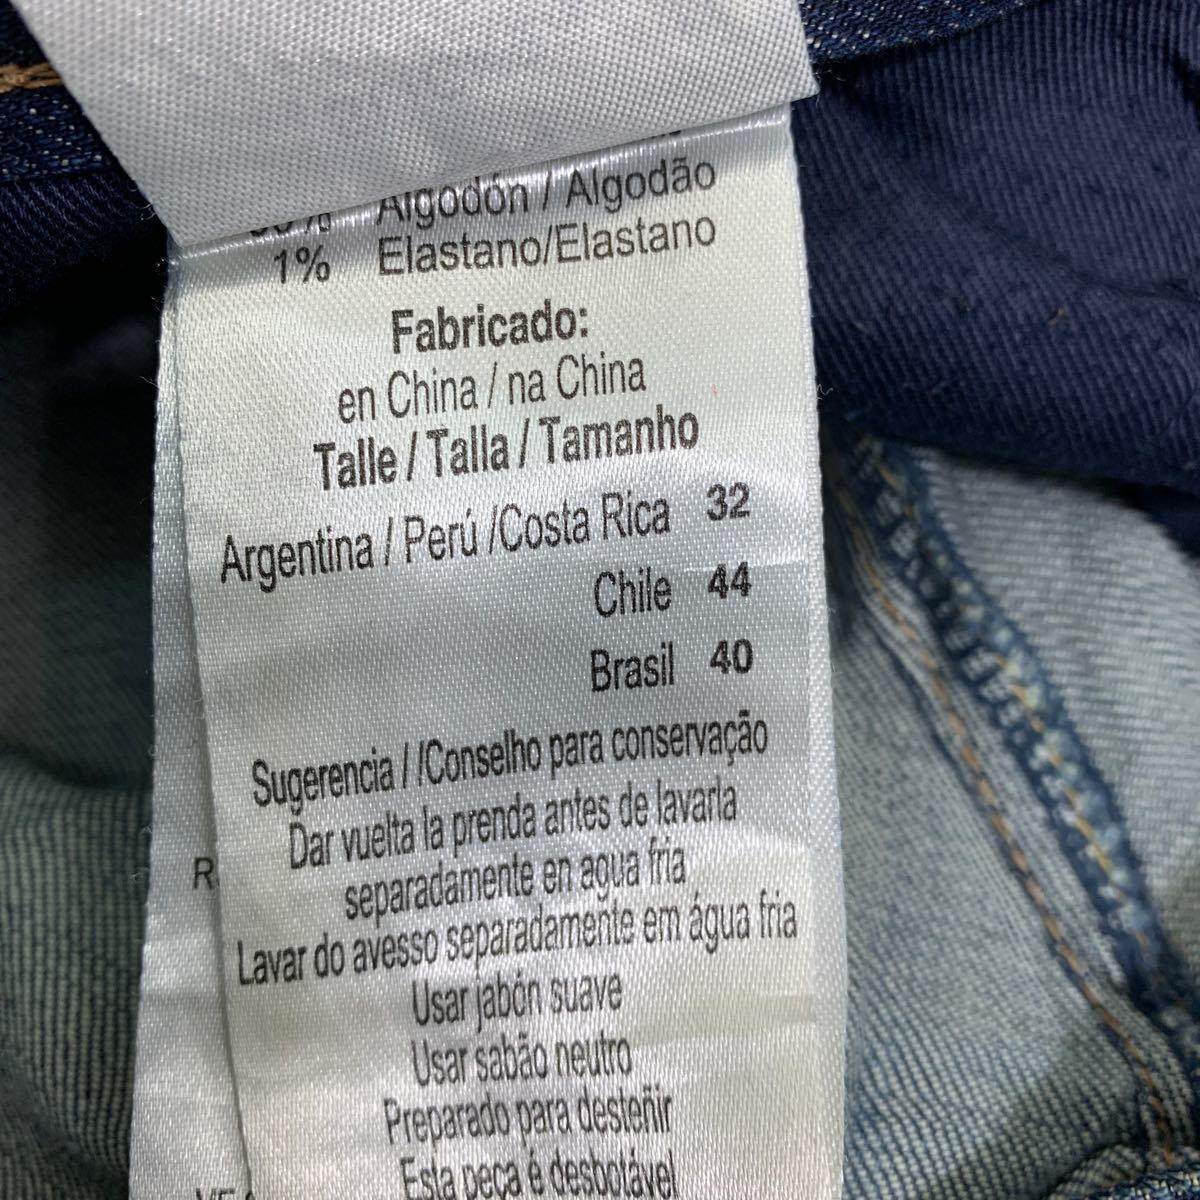 Algodón / Algodão
1% Elastano/Elastano
Fabricado:
en China / na China
Talle / Talla / Tamanho
Argentina / Perú /Costa Rica 32
Chile 44
Brasil 40
Sugerencia / /Conselho para conservação
Dar vuelta la prenda antes de lavarla
separadamente en agua fria
Lavar do avesso separadamente em água fria
Usar jabón suave
Usar sabão neutro
Preparado para desteñir
Esta peça é desbotável